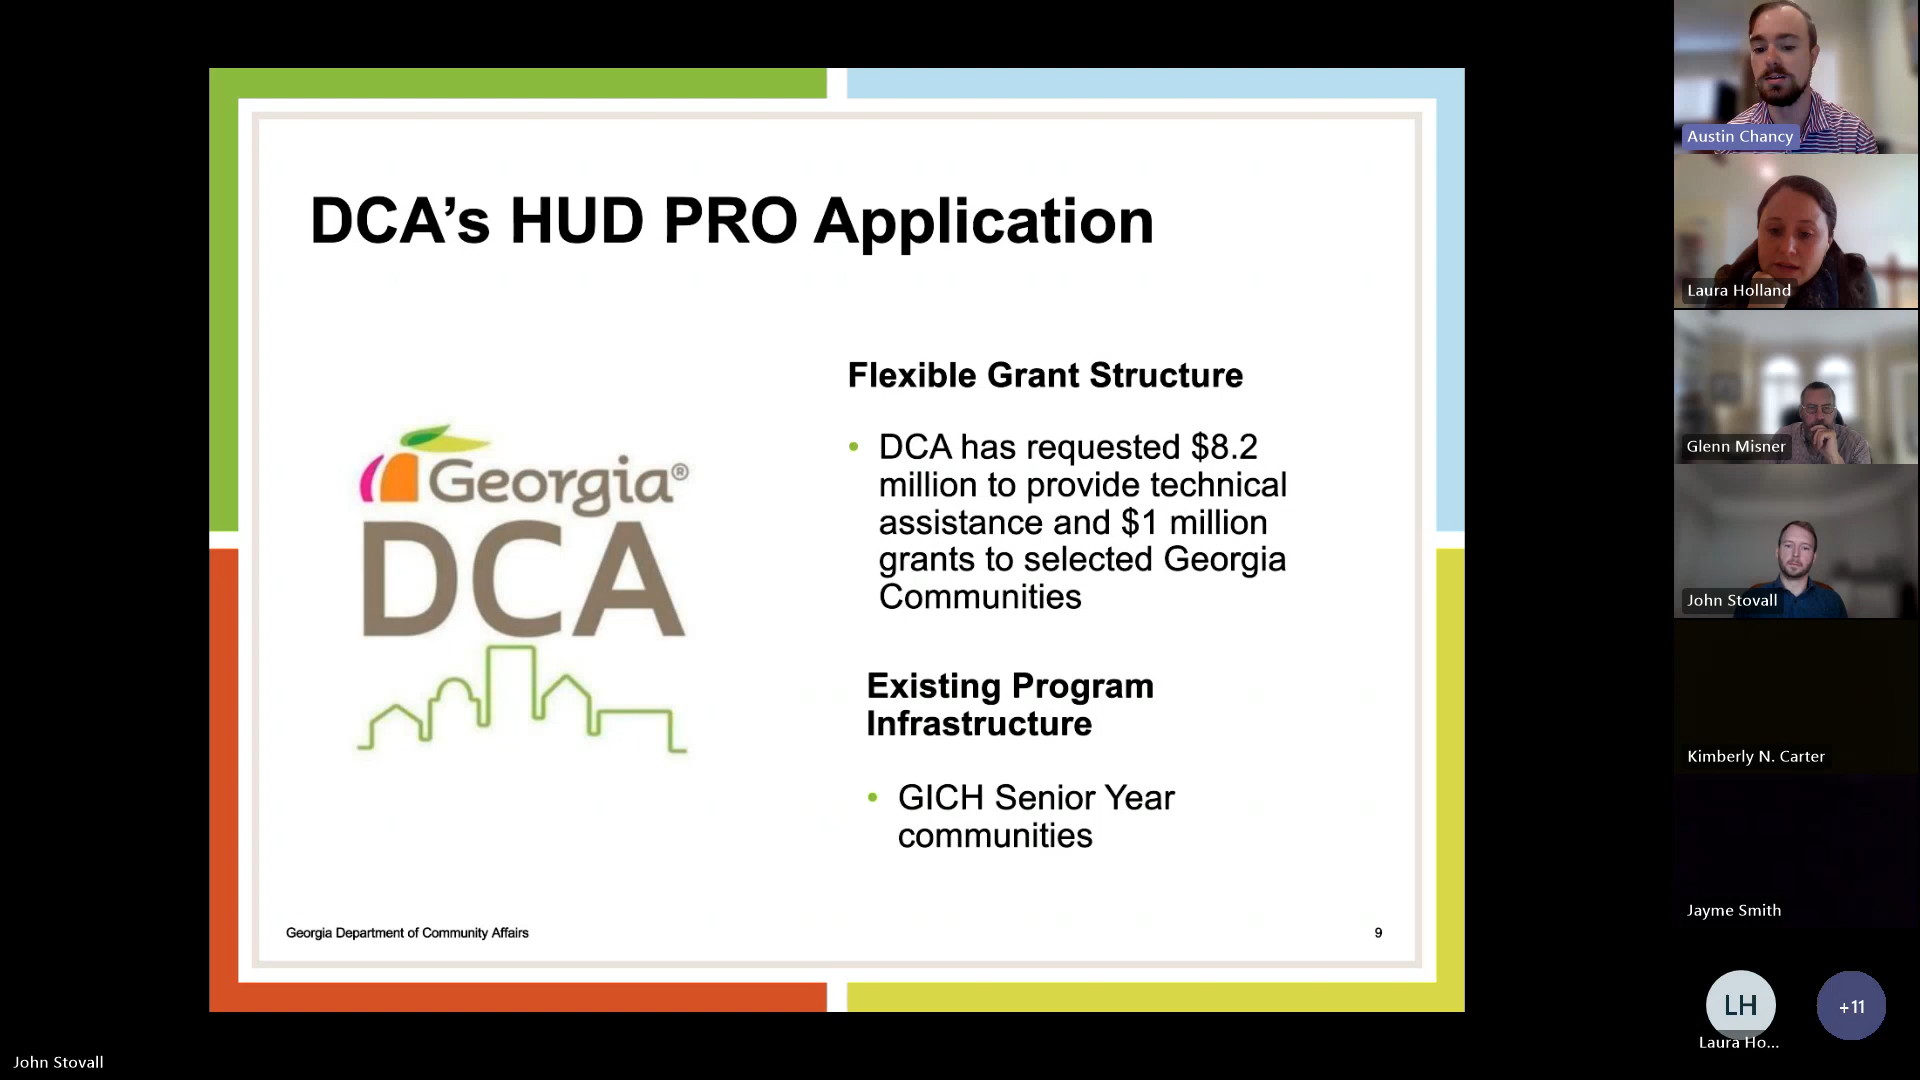 DCA’s HUD PRO Application
Georgia®
DCA
Flexible Grant Structure
• DCA has requested $8.2
million to provide technical
assistance and $1 million
grants to selected Georgia
Communities
Existing Program
Infrastructure
• GICH Senior Year
communities
Georgia Department of Community Affairs
9
Austin Chancy
Laura Holland
Glenn Misner
John Stovall
Kimberly N. Carter
Jayme Smith
LH
+11
Laura Ho...
John Stovall